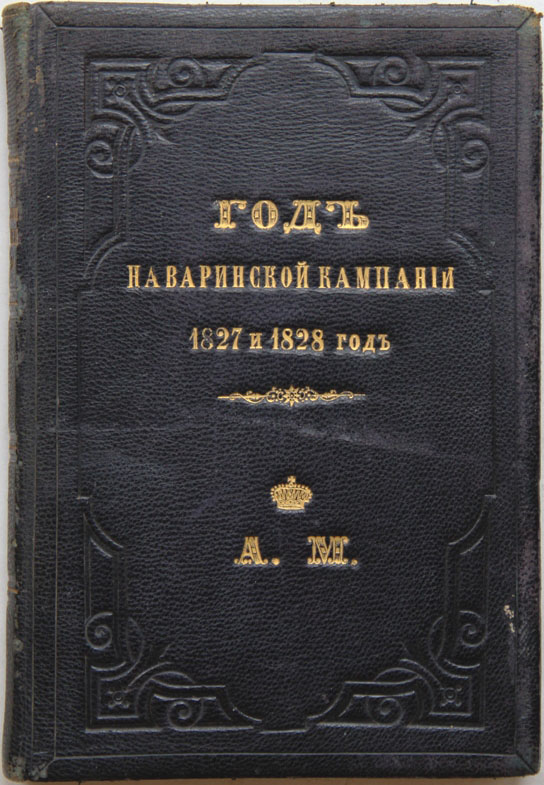 ГОДЪ
НАВАРИНСКОЙ КАМПАНІИ
1827 и 1828 годъ
А. М.